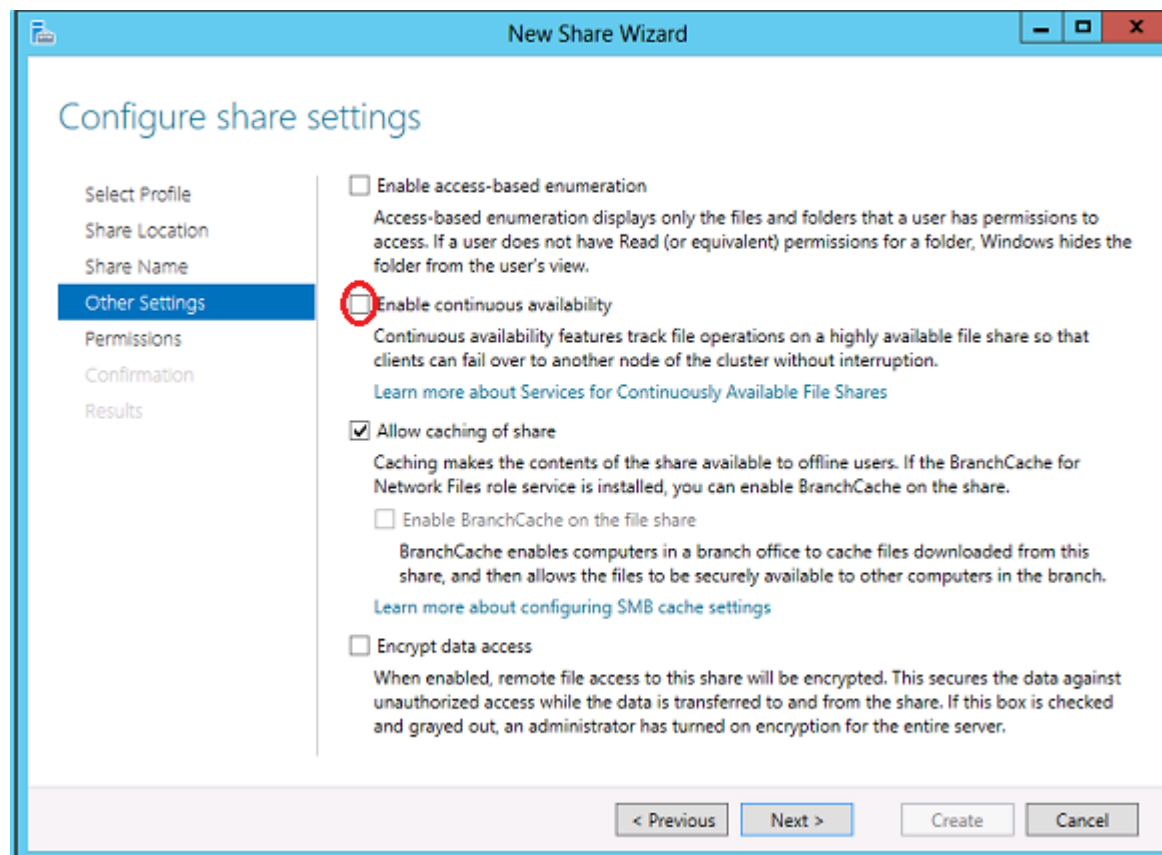 New Share Wizard
Configure share settings
Select Profile
Share Location
Share Name
Other Settings
Permissions
Confirmation
Results
Enable access-based enumeration
Access-based enumeration displays only the files and folders that a user has permissions to
access. If a user does not have Read (or equivalent) permissions for a folder, Windows hides the
folder from the user's view.
Enable continuous availability
Continuous availability features track file operations on a highly available file share so that
clients can fail over to another node of the cluster without interruption.
Learn more about Services for Continuously Available File Shares
Allow caching of share
Caching makes the contents of the share available to offline users. If the BranchCache for
Network Files role service is installed, you can enable BranchCache on the share.
Enable BranchCache on the file share
BranchCache enables computers in a branch office to cache files downloaded from this
share, and then allows the files to be securely available to other computers in the branch.
Learn more about configuring SMB cache settings
Encrypt data access
When enabled, remote file access to this share will be encrypted. This secures the data against
unauthorized access while the data is transferred to and from the share. If this box is checked
and grayed out, an administrator has turned on encryption for the entire server.
< Previous
Next >
Create
Cancel